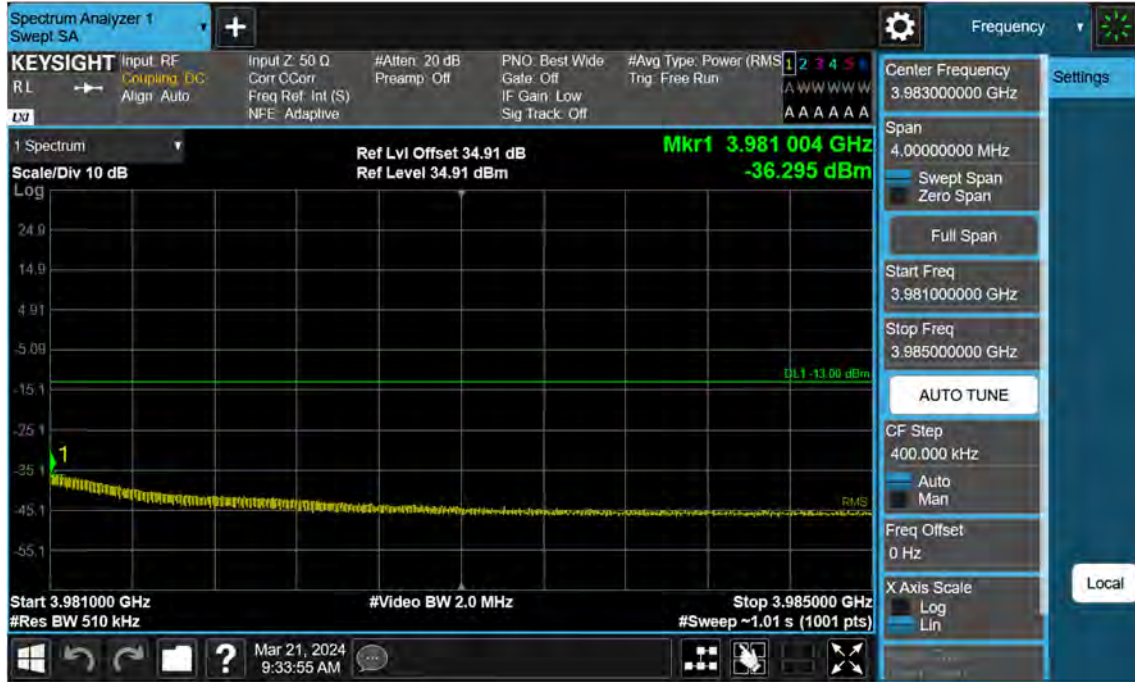 Spectrum Analyzer 1
Swept SA
+
Frequency
KEYSIGHT
RL
LXI
Input: RF
Coupling: DC
Align: Auto
Input Z: 50 Ω
Corr CCorr
Freq Ref: Int (S)
NFE: Adaptive
#Atten: 20 dB
Preamp: Off
PNO: Best Wide
Gate: Off
IF Gain: Low
Sig Track: Off
#Avg Type: Power (RMS
Trig: Free Run
1 2 3 4 5 6
A W W W W W
A A A A A A
1 Spectrum
Scale/Div 10 dB
Log
Ref Lvl Offset 34.91 dB
Ref Level 34.91 dBm
Mkr1 3.981 004 GHz
-36.295 dBm
24.9
14.9
4.91
-5.09
DL1 -13.00 dBm
-15.1
-25.1
1
-35.1
RMS
-45.1
-55.1
Start 3.981000 GHz
#Video BW 2.0 MHz
Stop 3.985000 GHz
#Res BW 510 kHz
#Sweep ~1.01 s (1001 pts)
?
Mar 21, 2024
9:33:55 AM
Center Frequency
3.983000000 GHz
Settings
Span
4.00000000 MHz
Swept Span
Zero Span
Full Span
Start Freq
3.981000000 GHz
Stop Freq
3.985000000 GHz
AUTO TUNE
CF Step
400.000 kHz
Auto
Man
Freq Offset
0 Hz
X Axis Scale
Log
Lin
Local